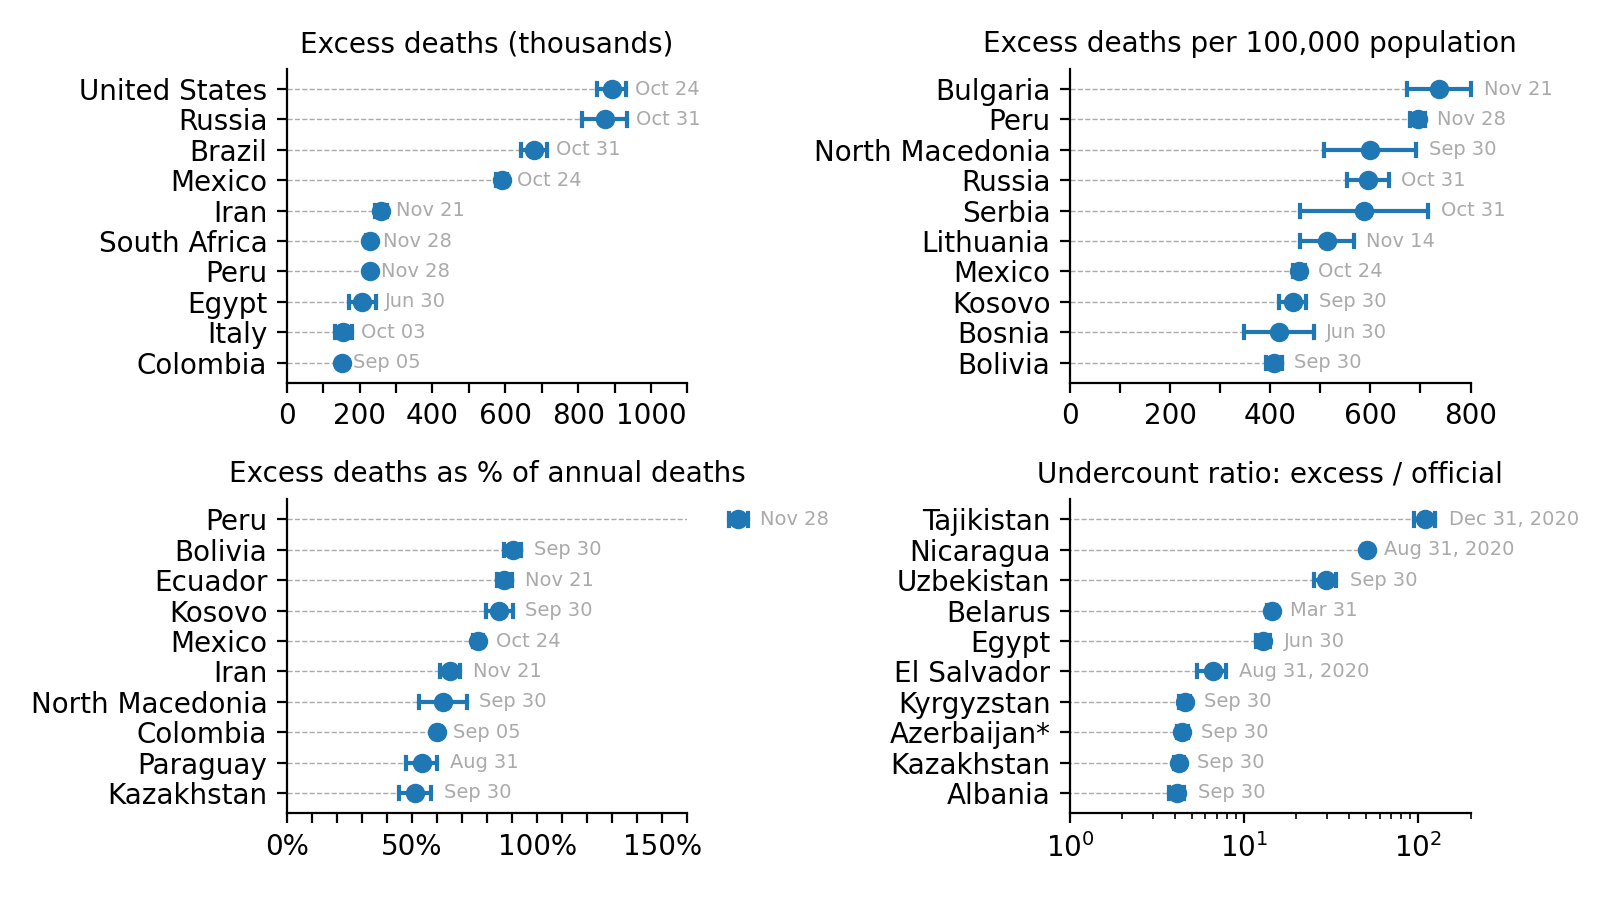 Excess deaths (thousands)
United States Oct 24
Russia Oct 31
Brazil Oct 31
Mexico Oct 24
Iran Nov 21
South Africa Nov 28
Peru Nov 28
Egypt Jun 30
Italy Oct 03
Colombia Sep 05
0 200 400 600 800 1000
Excess deaths per 100,000 population
Bulgaria Nov 21
Peru Nov 28
North Macedonia Sep 30
Russia Oct 31
Serbia Oct 31
Lithuania Nov 14
Mexico Oct 24
Kosovo Sep 30
Bosnia Jun 30
Bolivia Sep 30
0 200 400 600 800
Excess deaths as % of annual deaths
Peru Nov 28
Bolivia Sep 30
Ecuador Nov 21
Kosovo Sep 30
Mexico Oct 24
Iran Nov 21
North Macedonia Sep 30
Colombia Sep 05
Paraguay Aug 31
Kazakhstan Sep 30
0% 50% 100% 150%
Undercount ratio: excess / official
Tajikistan Dec 31, 2020
Nicaragua Aug 31, 2020
Uzbekistan Sep 30
Belarus Mar 31
Egypt Jun 30
El Salvador Aug 31, 2020
Kyrgyzstan Sep 30
Azerbaijan* Sep 30
Kazakhstan Sep 30
Albania Sep 30
10⁰ 10¹ 10²